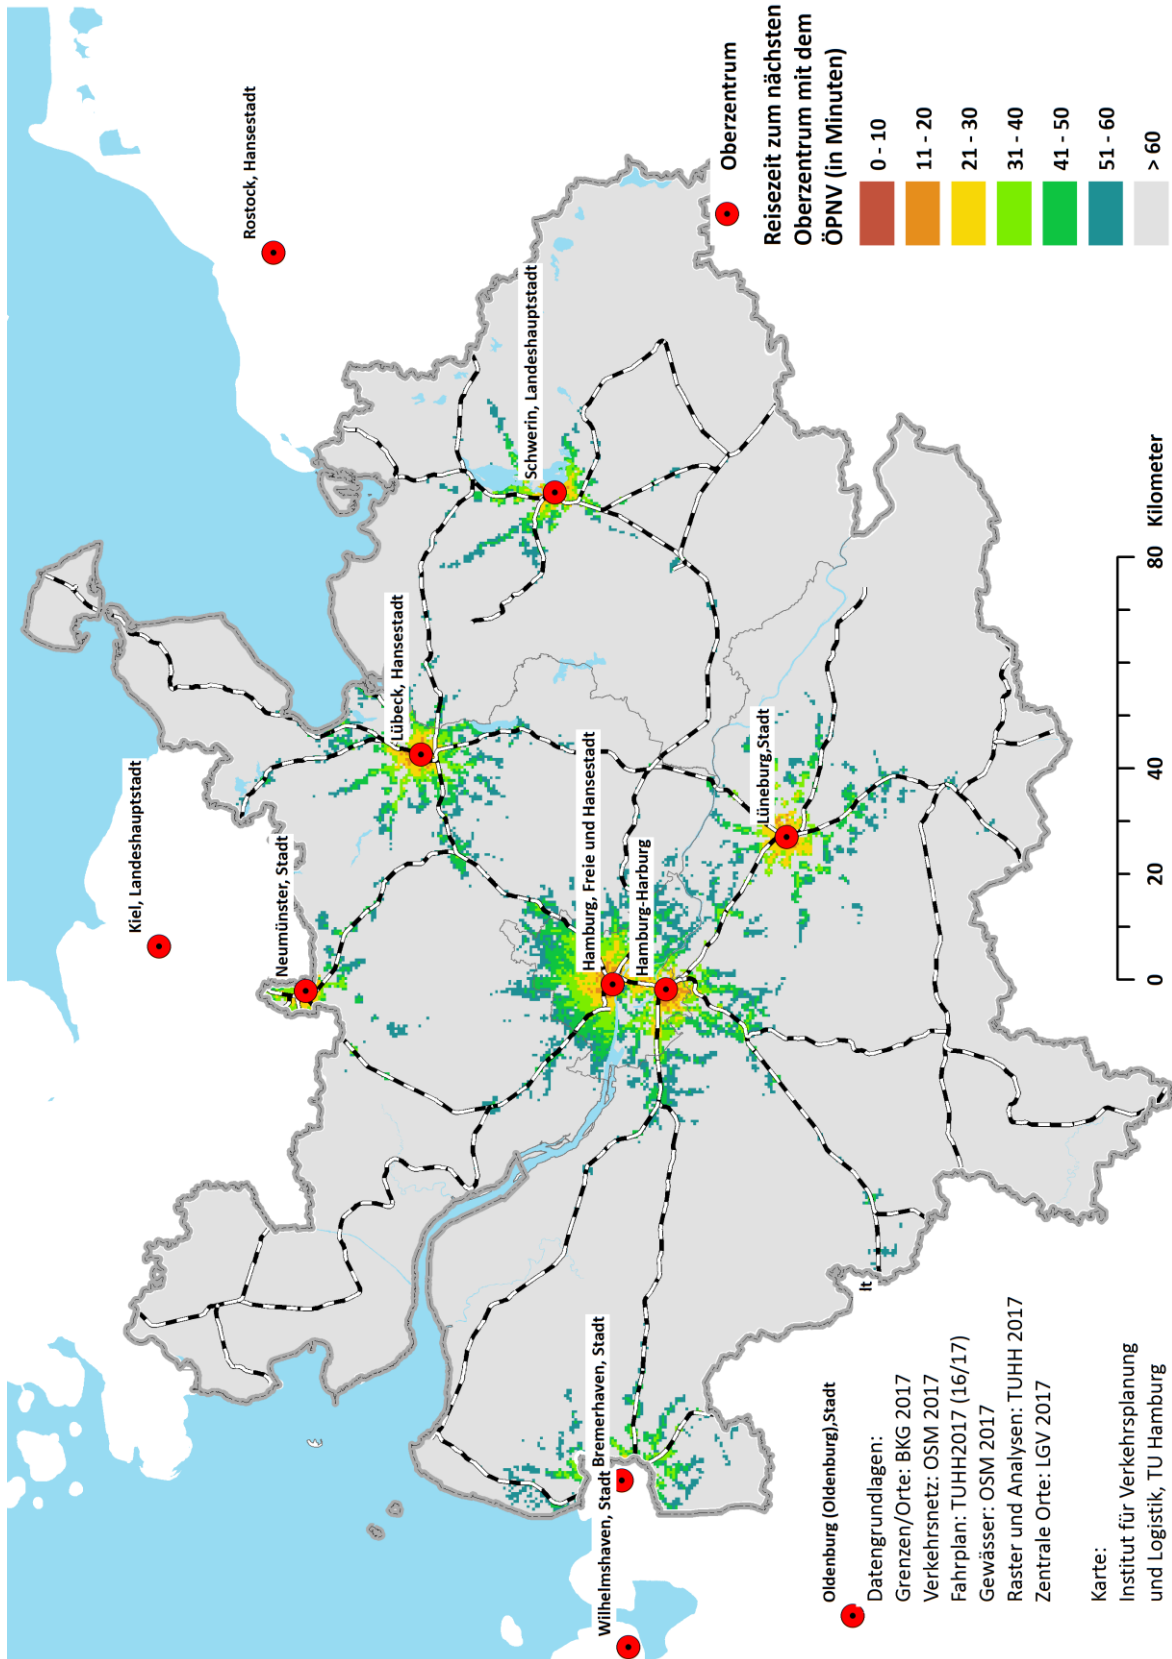 Kiel, Landeshauptstadt
Rostock, Hansestadt
Neumünster, Stadt
Lübeck, Hansestadt
Schwerin, Landeshauptstadt
Hamburg, Freie und Hansestadt
Hamburg-Harburg
Lüneburg,Stadt
Bremerhaven, Stadt
Wilhelmshaven, Stadt
Oldenburg (Oldenburg),Stadt
lt
Oberzentrum
Reisezeit zum nächsten
Oberzentrum mit dem
ÖPNV (in Minuten)
0 - 10
11 - 20
21 - 30
31 - 40
41 - 50
51 - 60
> 60
0
20
40
80
Kilometer
Datengrundlagen:
Grenzen/Orte: BKG 2017
Verkehrsnetz: OSM 2017
Fahrplan: TUHH2017 (16/17)
Gewässer: OSM 2017
Raster und Analysen: TUHH 2017
Zentrale Orte: LGV 2017
Karte:
Institut für Verkehrsplanung
und Logistik, TU Hamburg